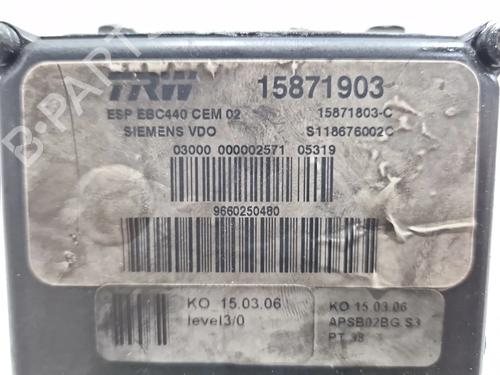 TRW 15871903
ESP EBC440 CEM 02 15871803-C
SIEMENS VDO S118676002C
03000 000002571 05319
9660250480
KO 15.03.06
level3/0
KO 15.03.06
APSB02BG S3
PT 38
B-PARTS